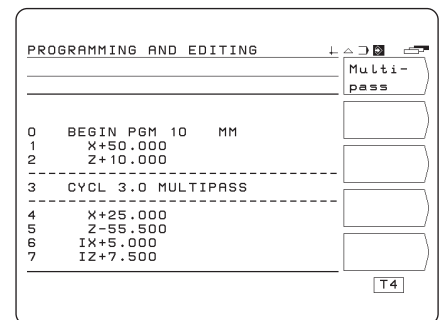 PROGRAMMING AND EDITING
Multi-
pass
0 BEGIN PGM 10 MM
1 X+50.000
2 Z+10.000
3 CYCL 3.0 MULTIPASS
4 X+25.000
5 Z-55.500
6 IX+5.000
7 IZ+7.500
T4